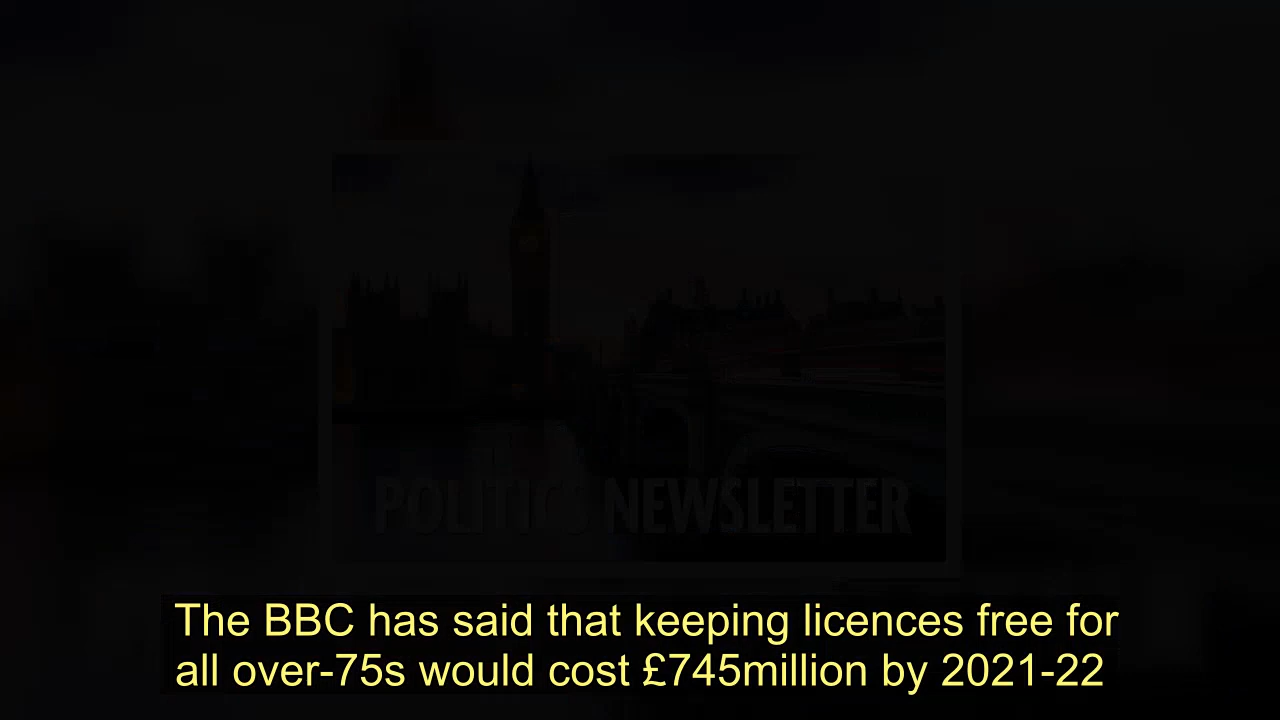 POLITICS NEWSLETTER
The BBC has said that keeping licences free for
all over-75s would cost £745million by 2021-22